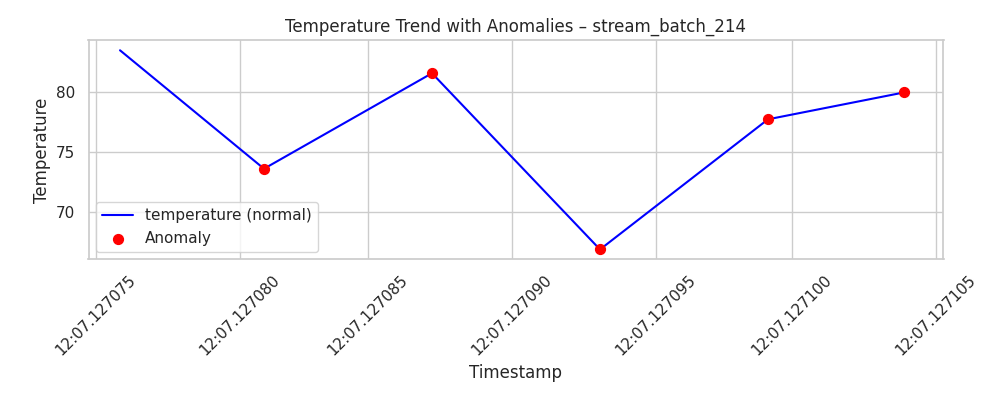 Temperature Trend with Anomalies – stream_batch_214
Temperature
80
75
70
temperature (normal)
Anomaly
12:07.127075
12:07.127080
12:07.127085
12:07.127090
12:07.127095
12:07.127100
12:07.127105
Timestamp